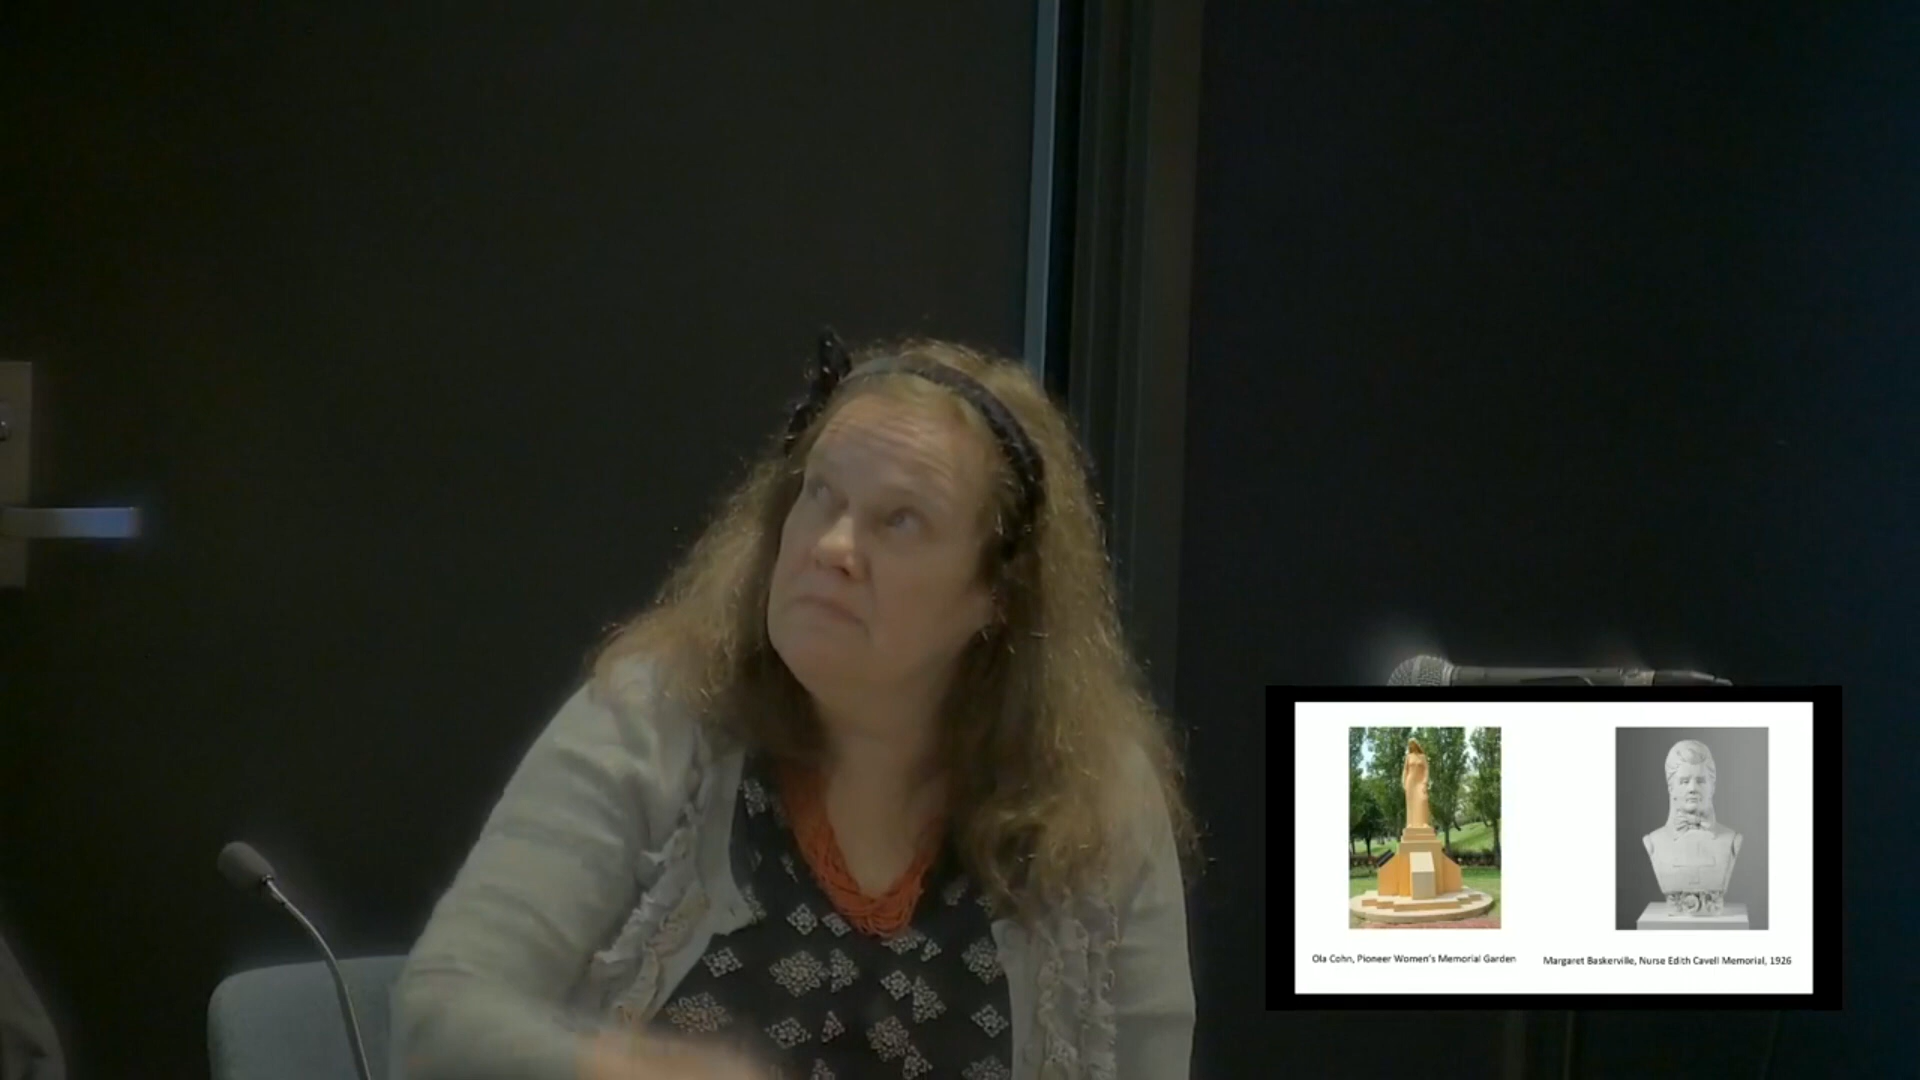 Ola Cohn, Pioneer Women's Memorial Garden
Margaret Baskerville, Nurse Edith Cavell Memorial, 1926